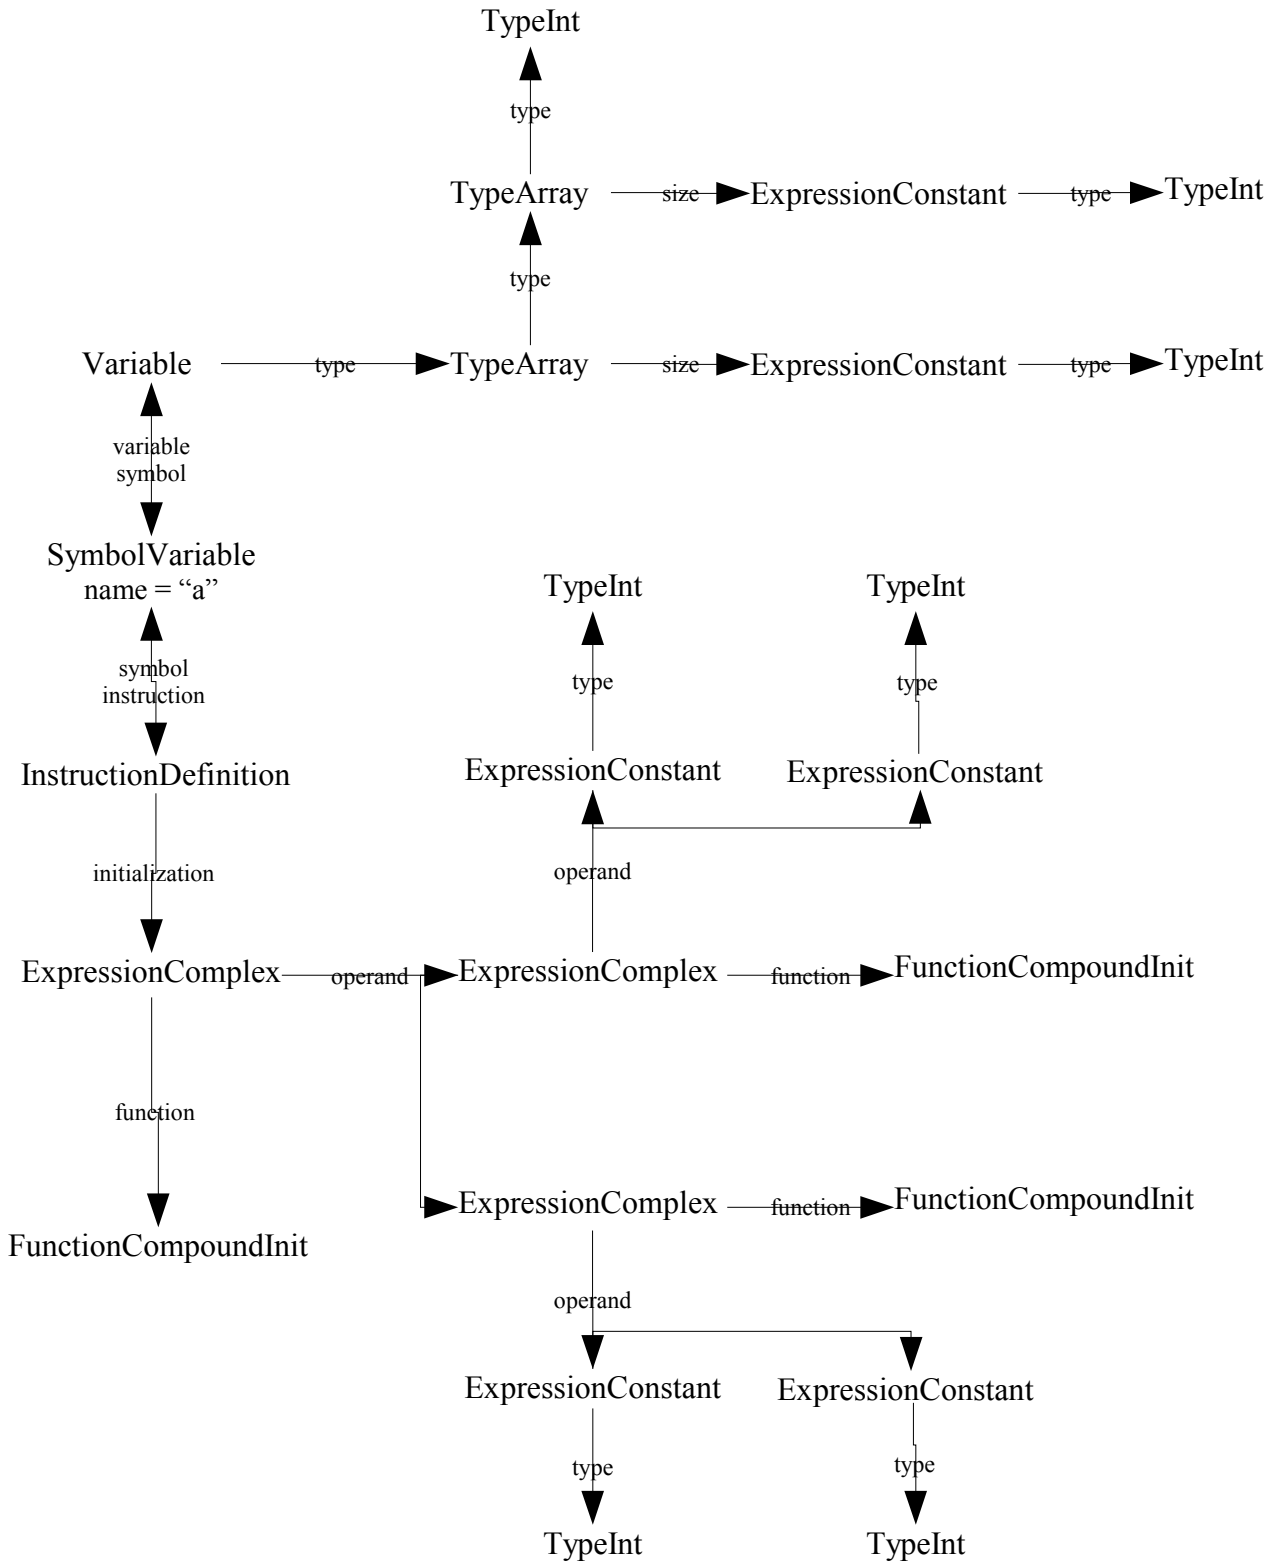 TypeInt
type
TypeArray size ExpressionConstant type TypeInt
type
Variable type TypeArray size ExpressionConstant type TypeInt
variable
symbol
SymbolVariable
name = “a”
TypeInt TypeInt
symbol
instruction
type type
InstructionDefinition
ExpressionConstant ExpressionConstant
initialization
operand
ExpressionComplex operand ExpressionComplex function FunctionCompoundInit
function
ExpressionComplex function FunctionCompoundInit
FunctionCompoundInit
operand
ExpressionConstant ExpressionConstant
type type
TypeInt TypeInt